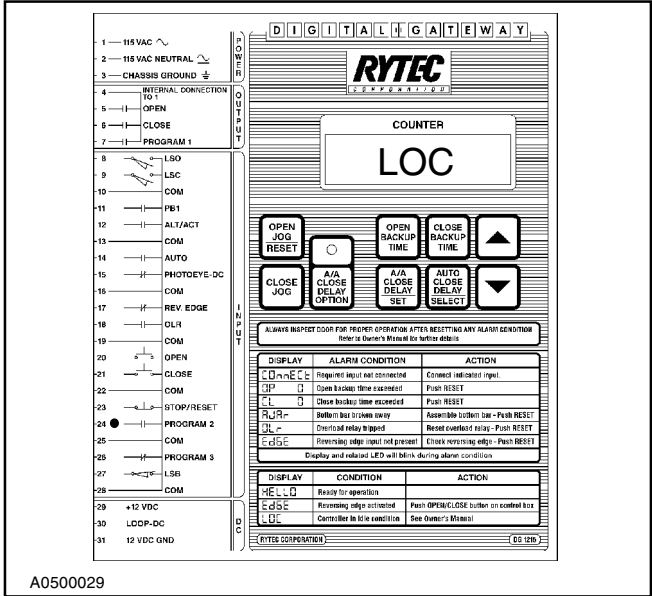 DIGITAL GATEWAY
RYTEC
CORPORATION
COUNTER
LOC
POWER
1 115 VAC
2 115 VAC NEUTRAL
3 CHASSIS GROUND
OUTPUT
4 INTERNAL CONNECTION
TO 1
5 OPEN
6 CLOSE
7 PROGRAM 1
INPUT
8 LSO
9 LSC
10 COM
11 PB1
12 ALT/ACT
13 COM
14 AUTO
15 PHOTOEYE-DC
16 COM
17 REV. EDGE
18 OLR
19 COM
20 OPEN
21 CLOSE
22 COM
23 STOP/RESET
24 PROGRAM 2
25 COM
26 PROGRAM 3
27 LSB
28 COM
DC
29 +12 VDC
30 LOOP-DC
31 12 VDC GND
OPEN
JOG
RESET
OPEN
BACKUP
TIME
CLOSE
BACKUP
TIME
CLOSE
JOG
A/A
CLOSE
DELAY
OPTION
A/A
CLOSE
DELAY
SET
AUTO
CLOSE
DELAY
SELECT
ALWAYS INSPECT DOOR FOR PROPER OPERATION AFTER RESETTING ANY ALARM CONDITION
Refer to Owner's Manual for further details
DISPLAY ALARM CONDITION ACTION
COnnECt Required input not connected Connect indicated input.
OP 0 Open backup time exceeded Push RESET
CL 0 Close backup time exceeded Push RESET
AJAr Bottom bar broken away Assemble bottom bar - Push RESET
OLr Overload relay tripped Reset overload relay - Push RESET
EdGE Reversing edge input not present Check reversing edge - Push RESET
Display and related LED will blink during alarm condition
DISPLAY CONDITION ACTION
HELLO Ready for operation
EdGE Reversing edge activated Push OPEN/CLOSE button on control box
LOC Controller in idle condition See Owner's Manual
RYTEC CORPORATION DG 1215
A0500029